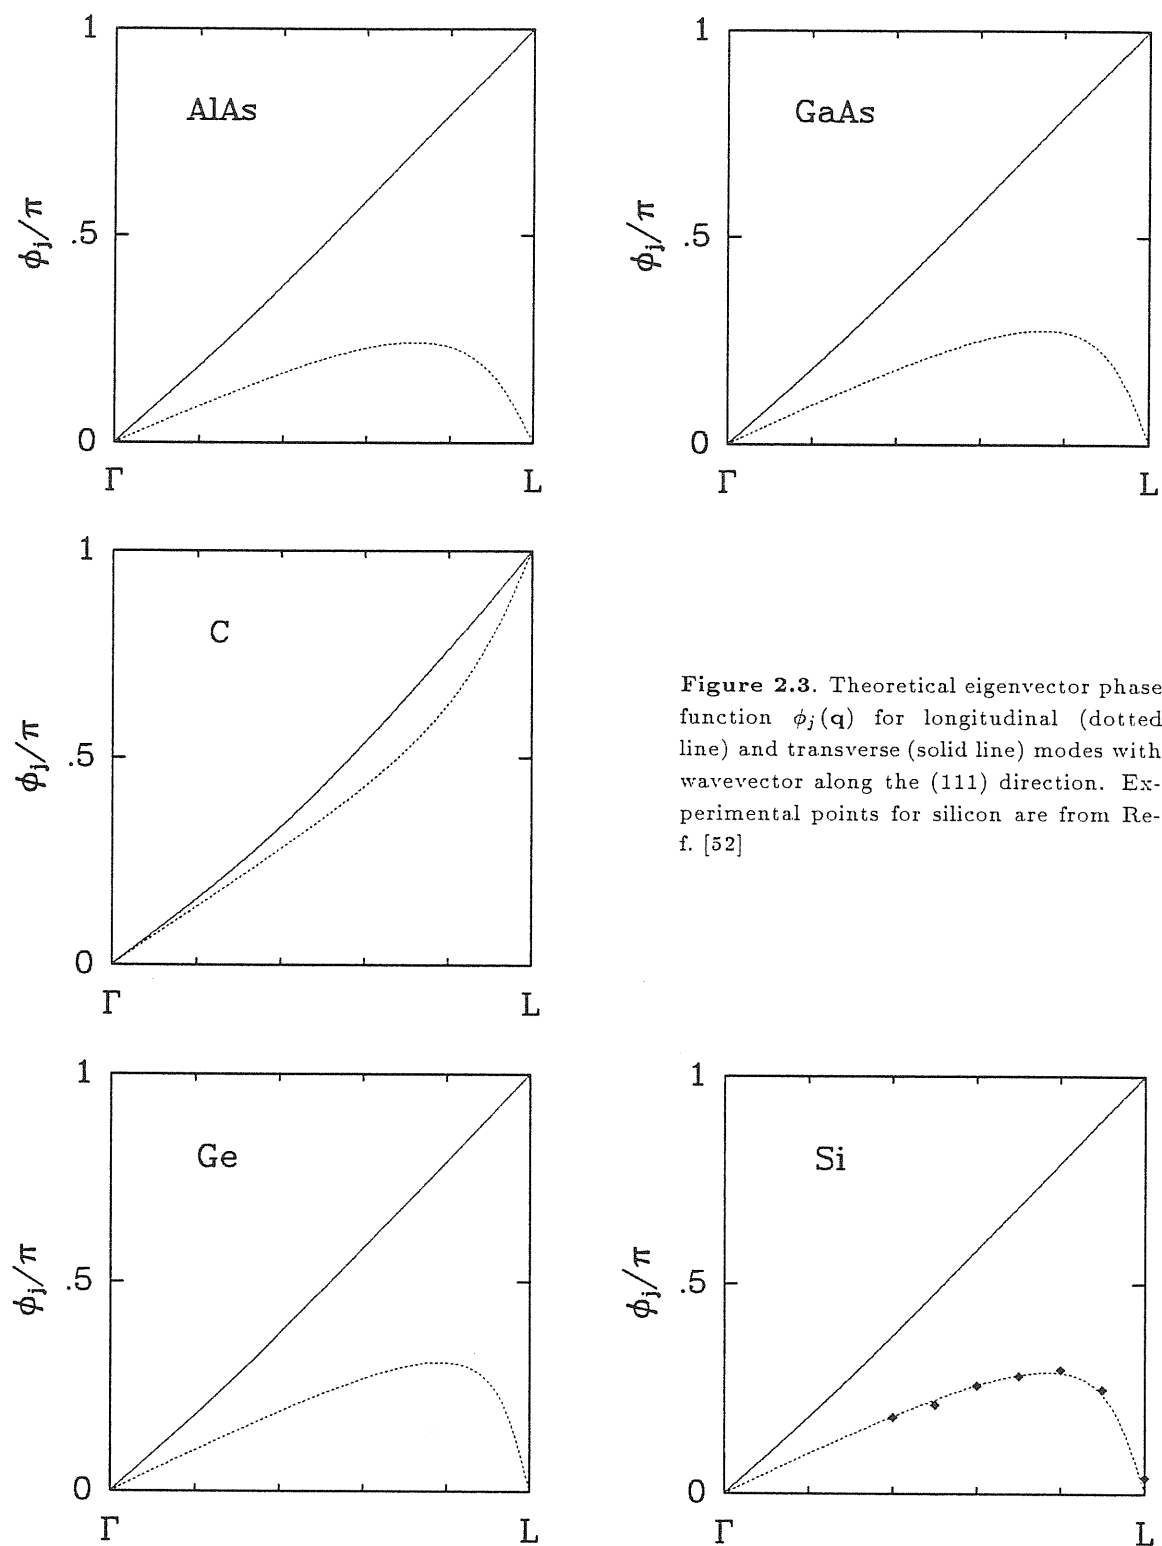 1
AlAs
ϕj/π
.5
0
Γ
L
1
GaAs
ϕj/π
.5
0
Γ
L
1
C
ϕj/π
.5
0
Γ
L
Figure 2.3. Theoretical eigenvector phase
function ϕj(q) for longitudinal (dotted
line) and transverse (solid line) modes with
wavevector along the (111) direction. Ex-
perimental points for silicon are from Re-
f. [52]
1
Ge
ϕj/π
.5
0
Γ
L
1
Si
ϕj/π
.5
0
Γ
L